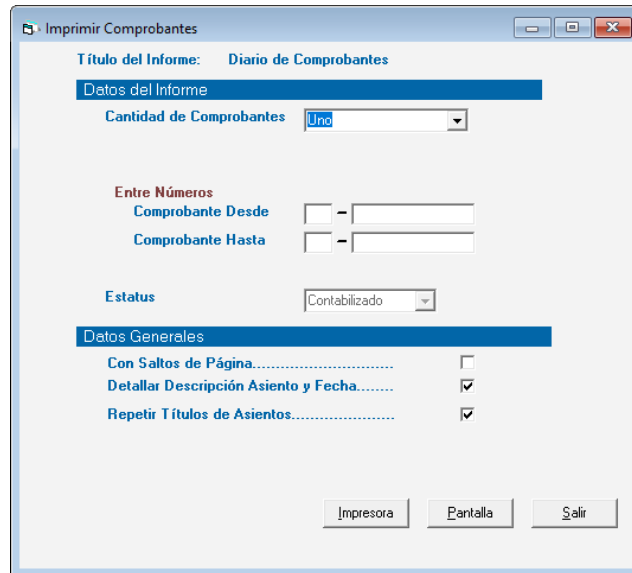 Imprimir Comprobantes
Título del Informe: Diario de Comprobantes
Datos del Informe
Cantidad de Comprobantes Uno
Entre Números
Comprobante Desde –
Comprobante Hasta –
Estatus Contabilizado
Datos Generales
Con Saltos de Página............................
Detallar Descripción Asiento y Fecha........
Repetir Títulos de Asientos......................
Impresora Pantalla Salir